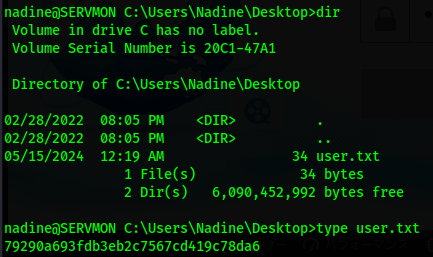 nadine@SERVMON C:\Users\Nadine\Desktop>dir
 Volume in drive C has no label.
 Volume Serial Number is 20C1-47A1

 Directory of C:\Users\Nadine\Desktop

02/28/2022  08:05 PM    <DIR>          .
02/28/2022  08:05 PM    <DIR>          ..
05/15/2024  12:19 AM                34 user.txt
               1 File(s)             34 bytes
               2 Dir(s)   6,090,452,992 bytes free

nadine@SERVMON C:\Users\Nadine\Desktop>type user.txt
79290a693fdb3eb2c7567cd419c78da6